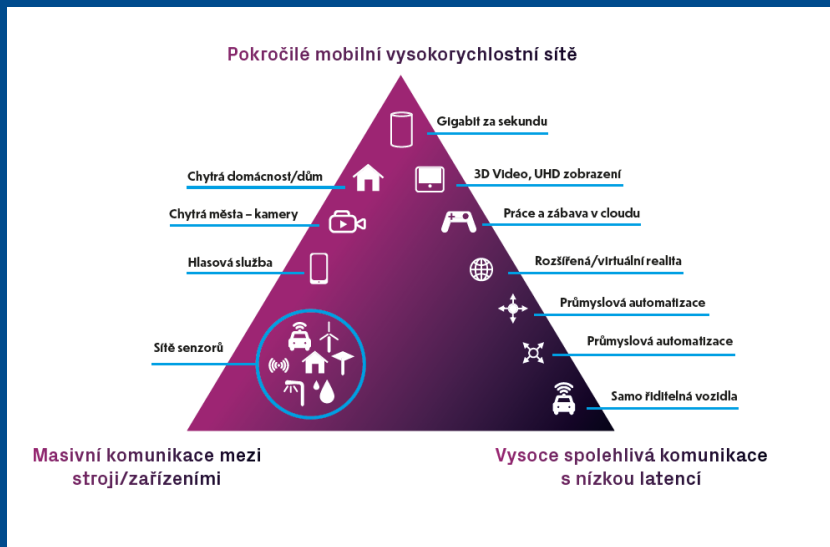 Pokročilé mobilní vysokorychlostní sítě
Gigabit za sekundu
Chytrá domácnost/dům
3D Video, UHD zobrazení
Chytrá města – kamery
Práce a zábava v cloudu
Hlasová služba
Rozšířená/virtuální realita
Průmyslová automatizace
Sítě senzorů
Průmyslová automatizace
Samo řiditelná vozidla
Masivní komunikace mezi
stroji/zařízeními
Vysoce spolehlivá komunikace
s nízkou latencí